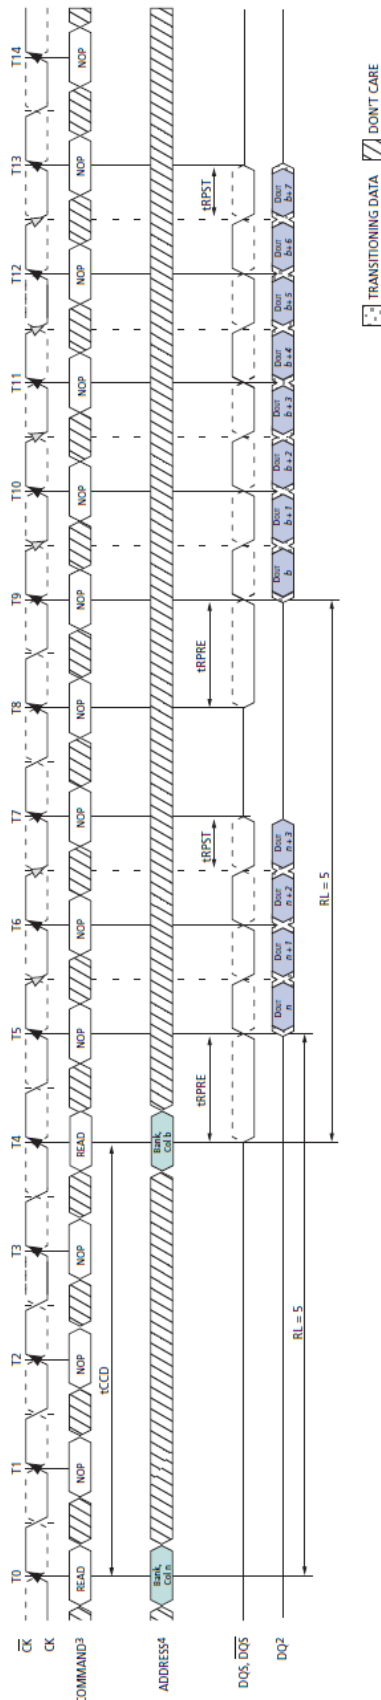 T0 T1 T2 T3 T4 T5 T6 T7 T8 T9 T10 T11 T12 T13 T14
CK
CK
COMMAND3 READ NOP NOP NOP READ NOP NOP NOP NOP NOP NOP NOP NOP NOP NOP
tCCD
ADDRESS4 Bank, Col n Bank, Col b
tRPRE tRPST tRPRE tRPST
DQS, DQS
DQ2 DOUT n DOUT n + 1 DOUT n + 2 DOUT n + 3 DOUT b DOUT b + 1 DOUT b + 2 DOUT b + 3 DOUT b + 4 DOUT b + 5 DOUT b + 6 DOUT b + 7
RL = 5
RL = 5
TRANSITIONING DATA DON'T CARE